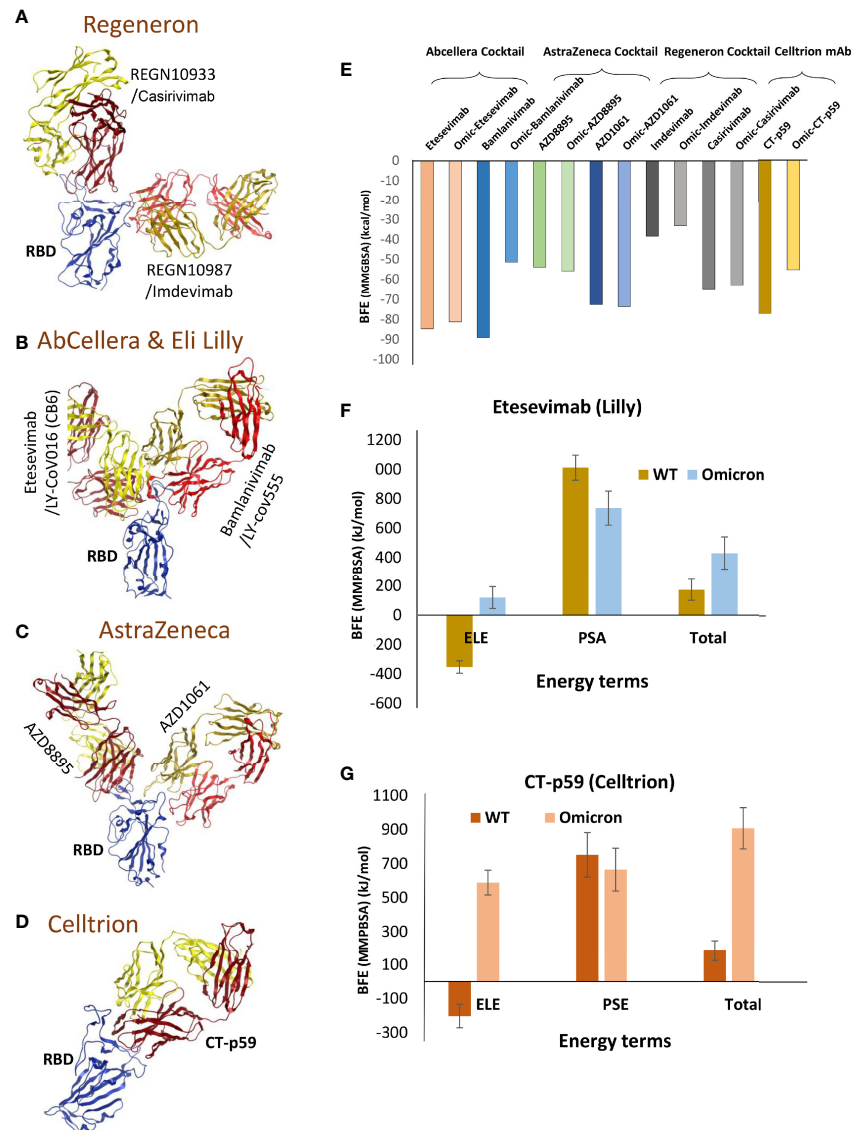 A
Regeneron
REGN10933
/Casirivimab
RBD
REGN10987
/Imdevimab
B
AbCellera & Eli Lilly
Etesevimab
/LY-CoV016 (CB6)
Bamlanivimab
/LY-cov555
RBD
C
AstraZeneca
AZD8895
AZD1061
RBD
D
Celltrion
RBD
CT-p59
E
Abcellera Cocktail
AstraZeneca Cocktail
Regeneron Cocktail
Celltrion mAb
Etesevimab
Omic-Etesevimab
Bamlanivimab
Omic-Bamlanivimab
AZD8895
Omic-AZD8895
AZD1061
Omic-AZD1061
Imdevimab
Omic-Imdevimab
Casirivimab
Omic-Casirivimab
CT-p59
Omic-CT-p59
BFE (MMGBSA) (kcal/mol)
0
-10
-20
-30
-40
-50
-60
-70
-80
-90
-100
F
Etesevimab (Lilly)
WT
Omicron
BFE (MMPBSA) (kJ/mol)
1200
000
800
600
400
200
0
-200
-400
-600
ELE
PSA
Total
Energy terms
G
CT-p59 (Celltrion)
WT
Omicron
BFE (MMPBSA) (kJ/mol)
1100
900
700
500
300
100
-100
-300
ELE
PSE
Total
Energy terms